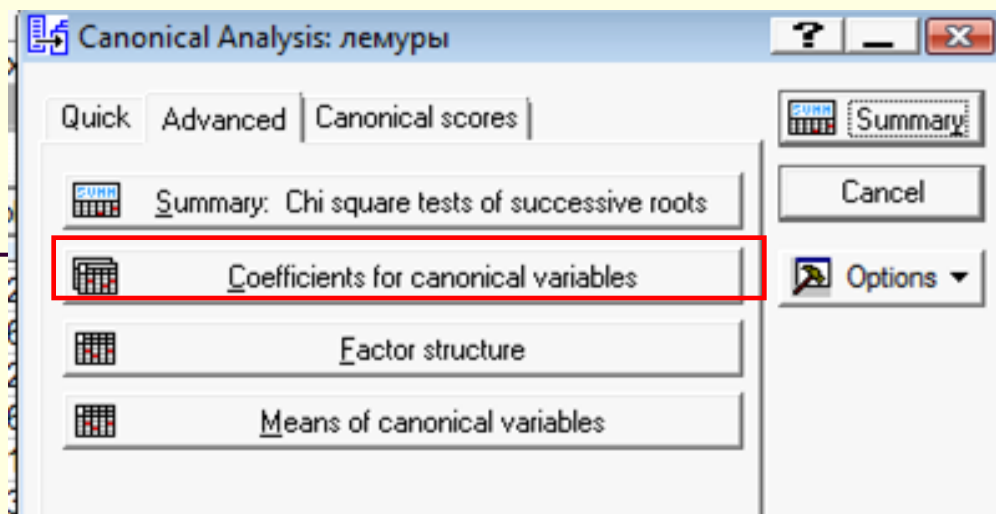 Canonical Analysis: лемуры
Quick Advanced Canonical scores
Summary
Summary: Chi square tests of successive roots
Cancel
Coefficients for canonical variables
Options
Factor structure
Means of canonical variables